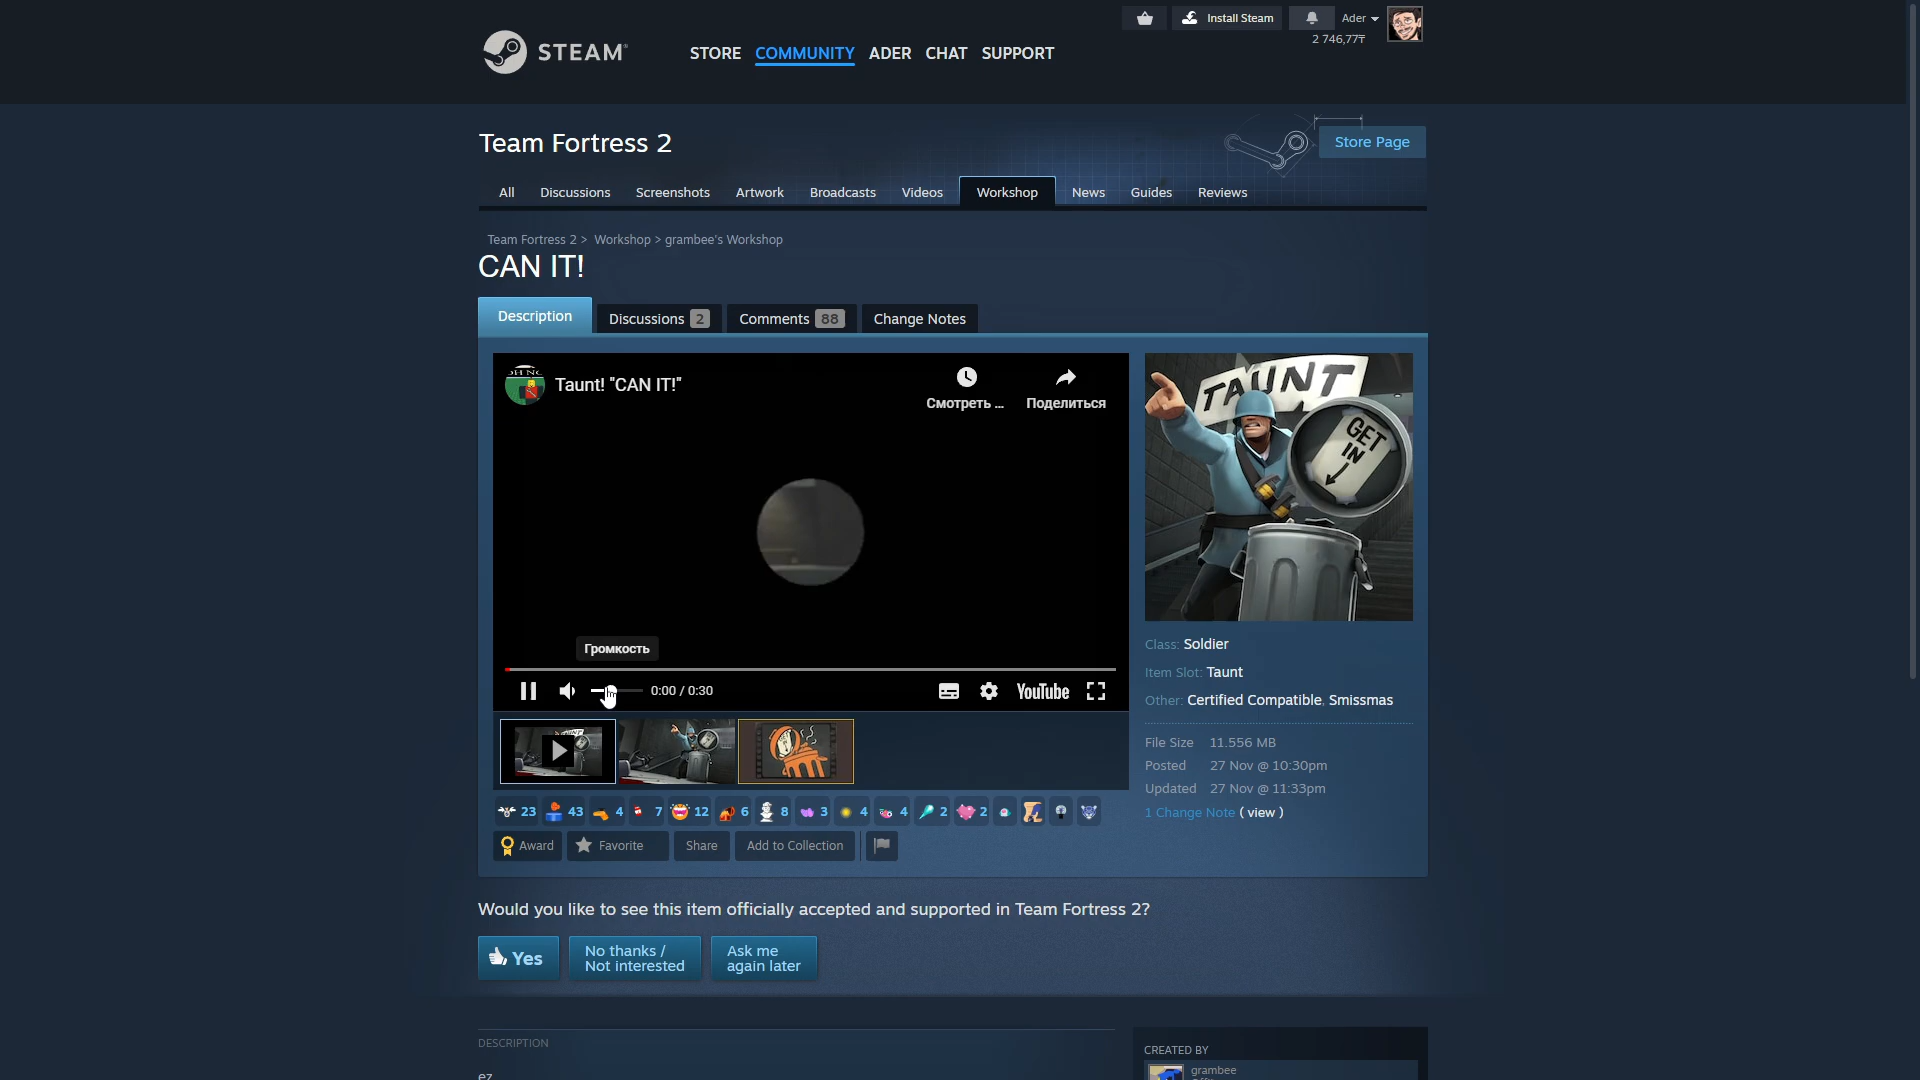 Install Steam
Ader
2 746,77₸
STEAM
STORE
COMMUNITY
ADER
CHAT
SUPPORT
Team Fortress 2
Store Page
All
Discussions
Screenshots
Artwork
Broadcasts
Videos
Workshop
News
Guides
Reviews
Team Fortress 2 > Workshop > grambee's Workshop
CAN IT!
Description
Discussions 2
Comments 88
Change Notes
Taunt! "CAN IT!"
Смотреть ...
Поделиться
Громкость
0:00 / 0:30
YouTube
TAUNT
GET
IN
Class: Soldier
Item Slot: Taunt
Other: Certified Compatible, Smissmas
File Size 11.556 MB
Posted 27 Nov @ 10:30pm
Updated 27 Nov @ 11:33pm
1 Change Note ( view )
23
43
4
7
12
6
8
3
4
4
2
2
Award
Favorite
Share
Add to Collection
Would you like to see this item officially accepted and supported in Team Fortress 2?
Yes
No thanks /
Not interested
Ask me
again later
DESCRIPTION
ez
CREATED BY
grambee